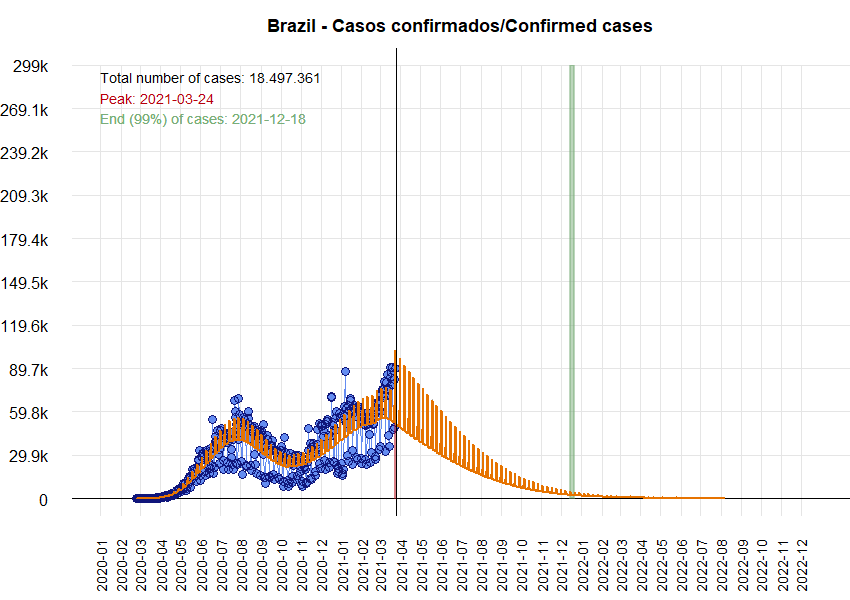 Brazil - Casos confirmados/Confirmed cases
299k
Total number of cases: 18.497.361
Peak: 2021-03-24
End (99%) of cases: 2021-12-18
269.1k
239.2k
209.3k
179.4k
149.5k
119.6k
89.7k
59.8k
29.9k
0
2020-01
2020-02
2020-03
2020-04
2020-05
2020-06
2020-07
2020-08
2020-09
2020-10
2020-11
2020-12
2021-01
2021-02
2021-03
2021-04
2021-05
2021-06
2021-07
2021-08
2021-09
2021-10
2021-11
2021-12
2022-01
2022-02
2022-03
2022-04
2022-05
2022-06
2022-07
2022-08
2022-09
2022-10
2022-11
2022-12